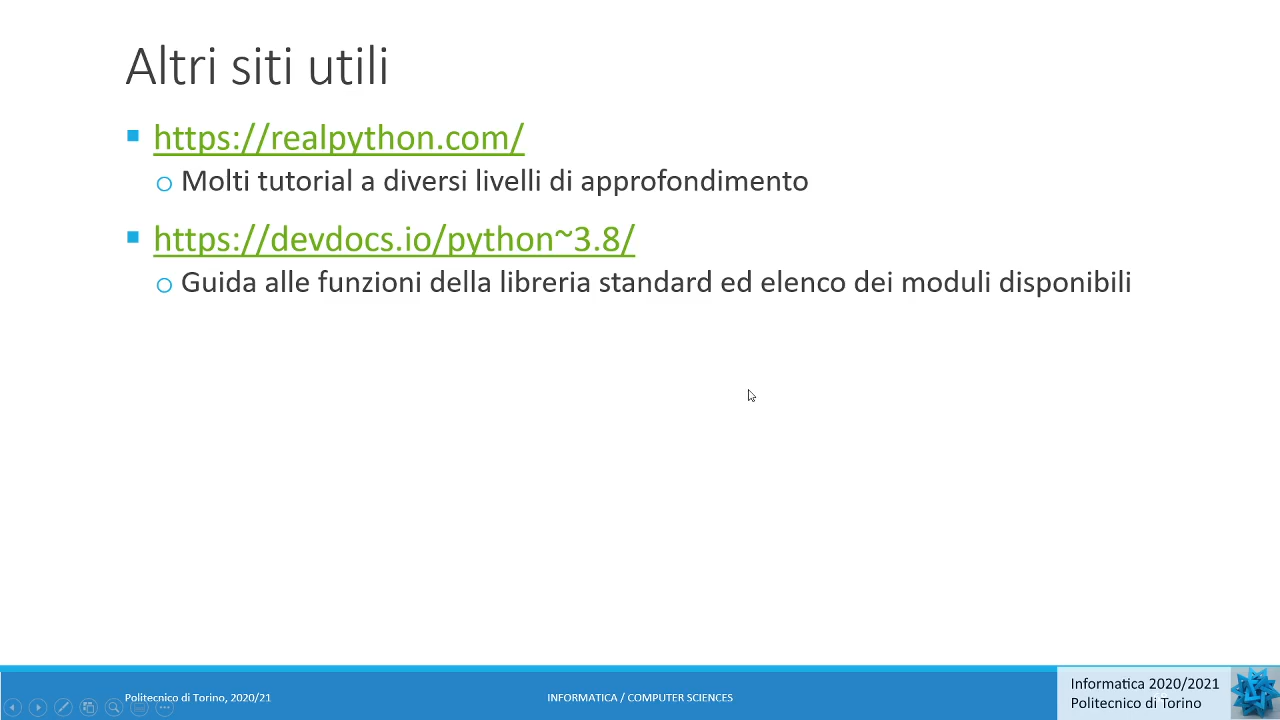 Altri siti utili
https://realpython.com/
Molti tutorial a diversi livelli di approfondimento
https://devdocs.io/python~3.8/
Guida alle funzioni della libreria standard ed elenco dei moduli disponibili
Politecnico di Torino, 2020/21
INFORMATICA / COMPUTER SCIENCES
Informatica 2020/2021
Politecnico di Torino